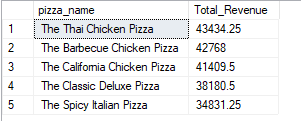 pizza_name Total_Revenue
1 The Thai Chicken Pizza 43434.25
2 The Barbecue Chicken Pizza 42768
3 The California Chicken Pizza 41409.5
4 The Classic Deluxe Pizza 38180.5
5 The Spicy Italian Pizza 34831.25